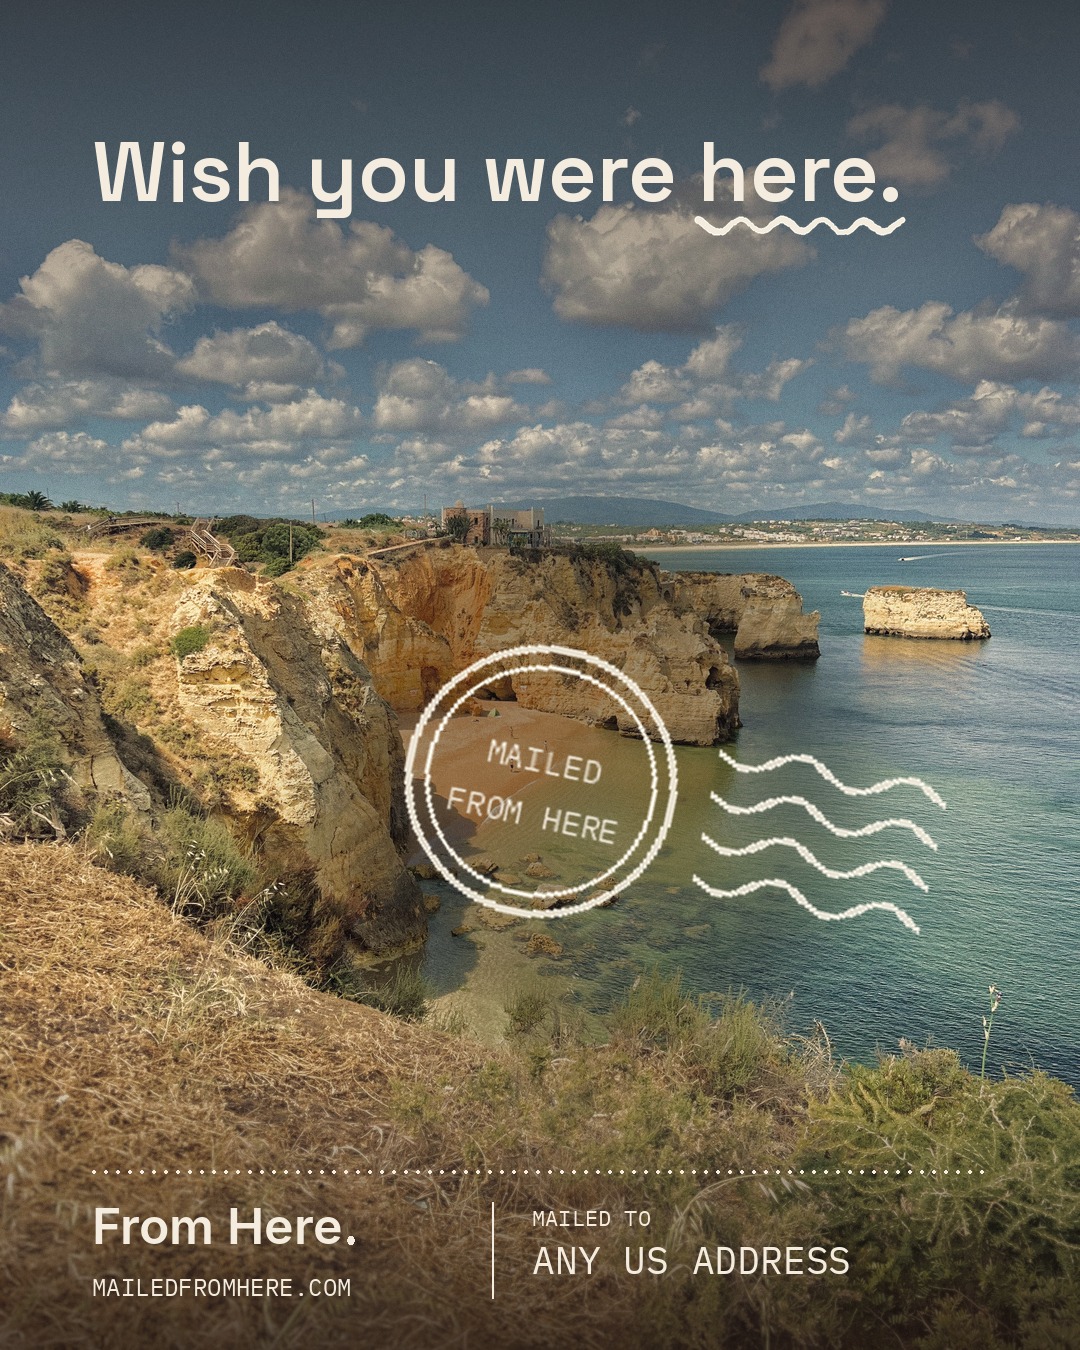 Wish you were here.
MAILED
FROM HERE
From Here.
MAILEDFROMHERE.COM
MAILED TO
ANY US ADDRESS